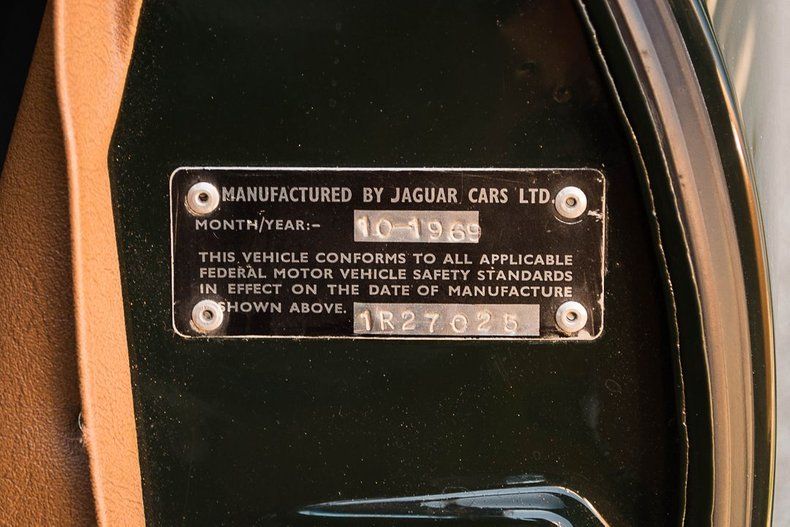 MANUFACTURED BY JAGUAR CARS LTD.
MONTH/YEAR:- 10-1969
THIS VEHICLE CONFORMS TO ALL APPLICABLE
FEDERAL MOTOR VEHICLE SAFETY STANDARDS
IN EFFECT ON THE DATE OF MANUFACTURE
SHOWN ABOVE. 1R27025